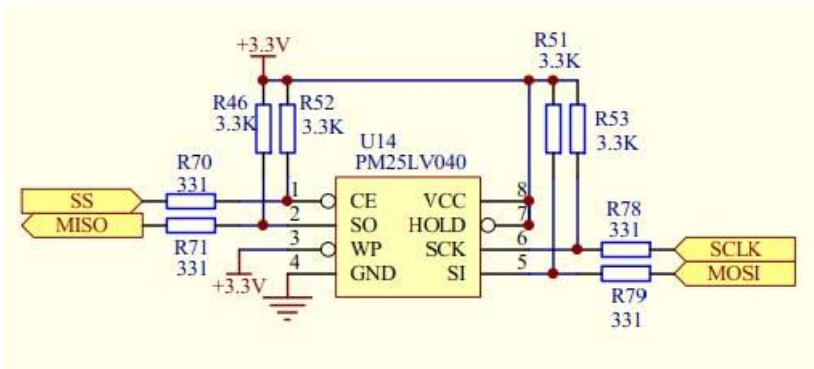 +3.3V
R51
3.3K
R46
3.3K
R52
3.3K
R53
3.3K
U14
PM25LV040
R70
331
SS
1
CE
VCC
8
MISO
2
SO
HOLD
7
R71
331
R78
331
3
WP
SCK
6
SCLK
+3.3V
4
GND
SI
5
MOSI
R79
331